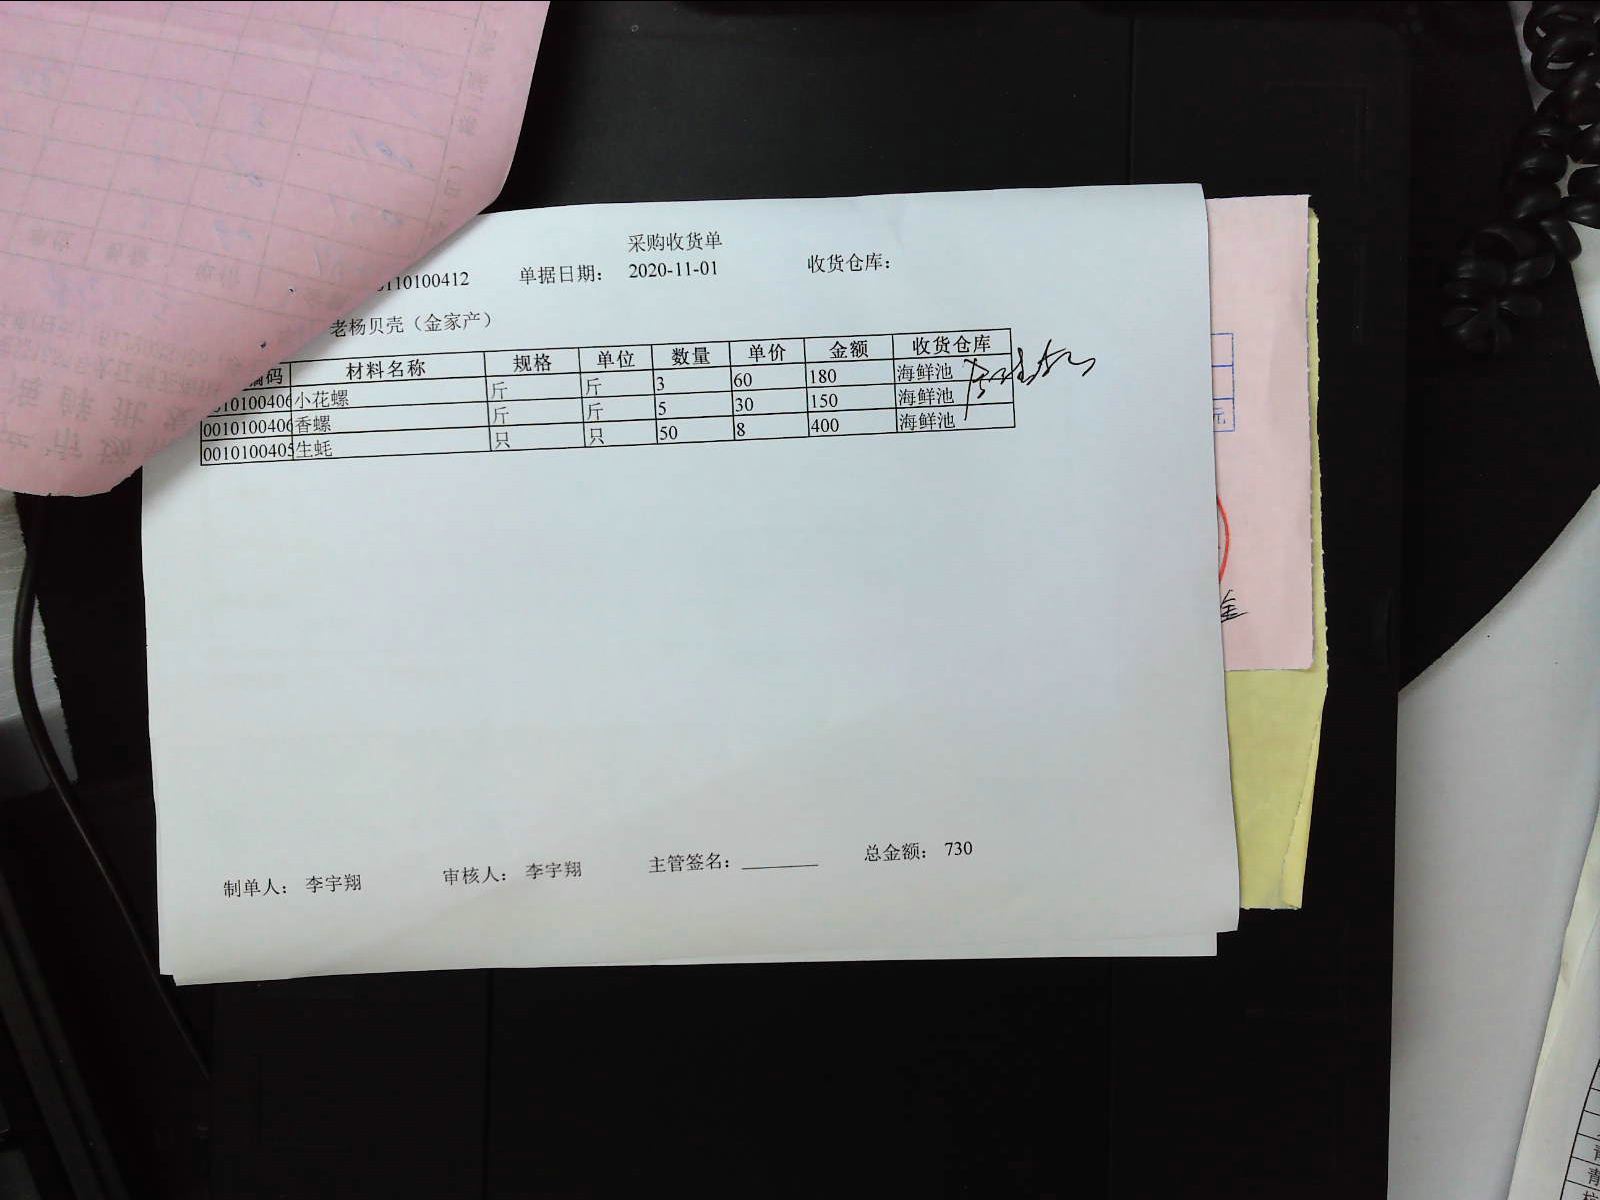 采购收货单
110100412 单据日期： 2020-11-01 收货仓库：
老杨贝壳（金家产）
编码 材料名称 规格 单位 数量 单价 金额 收货仓库
0010100406 小花螺 斤 斤 3 60 180 海鲜池
0010100406 香螺 斤 斤 5 30 150 海鲜池
0010100405 生蚝 只 只 50 8 400 海鲜池
元
制单人： 李宇翔 审核人： 李宇翔 主管签名： 总金额： 730